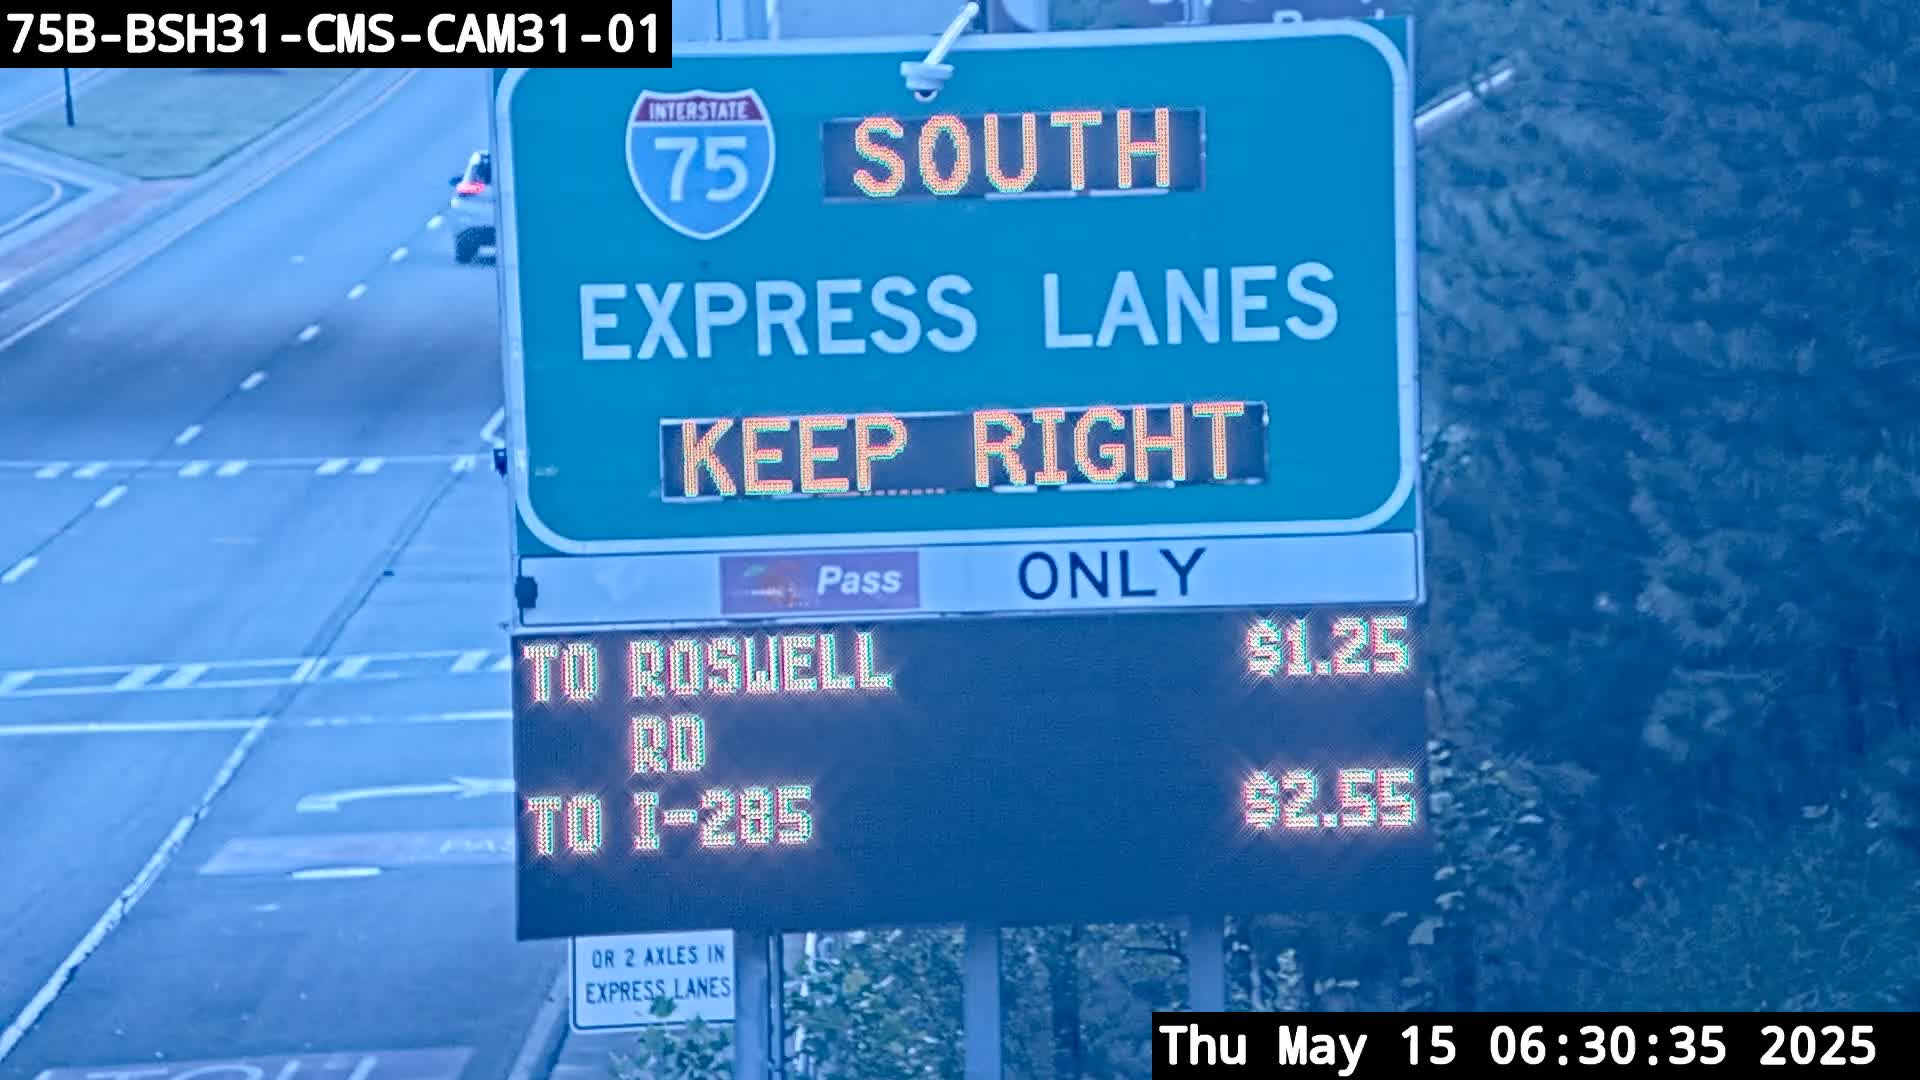 75B-BSH31-CMS-CAM31-01
INTERSTATE
75
SOUTH
EXPRESS LANES
KEEP RIGHT
Pass ONLY
TO ROSWELL $1.25
RD
TO I-285 $2.55
OR 2 AXLES IN
EXPRESS LANES
TOLL
Thu May 15 06:30:35 2025